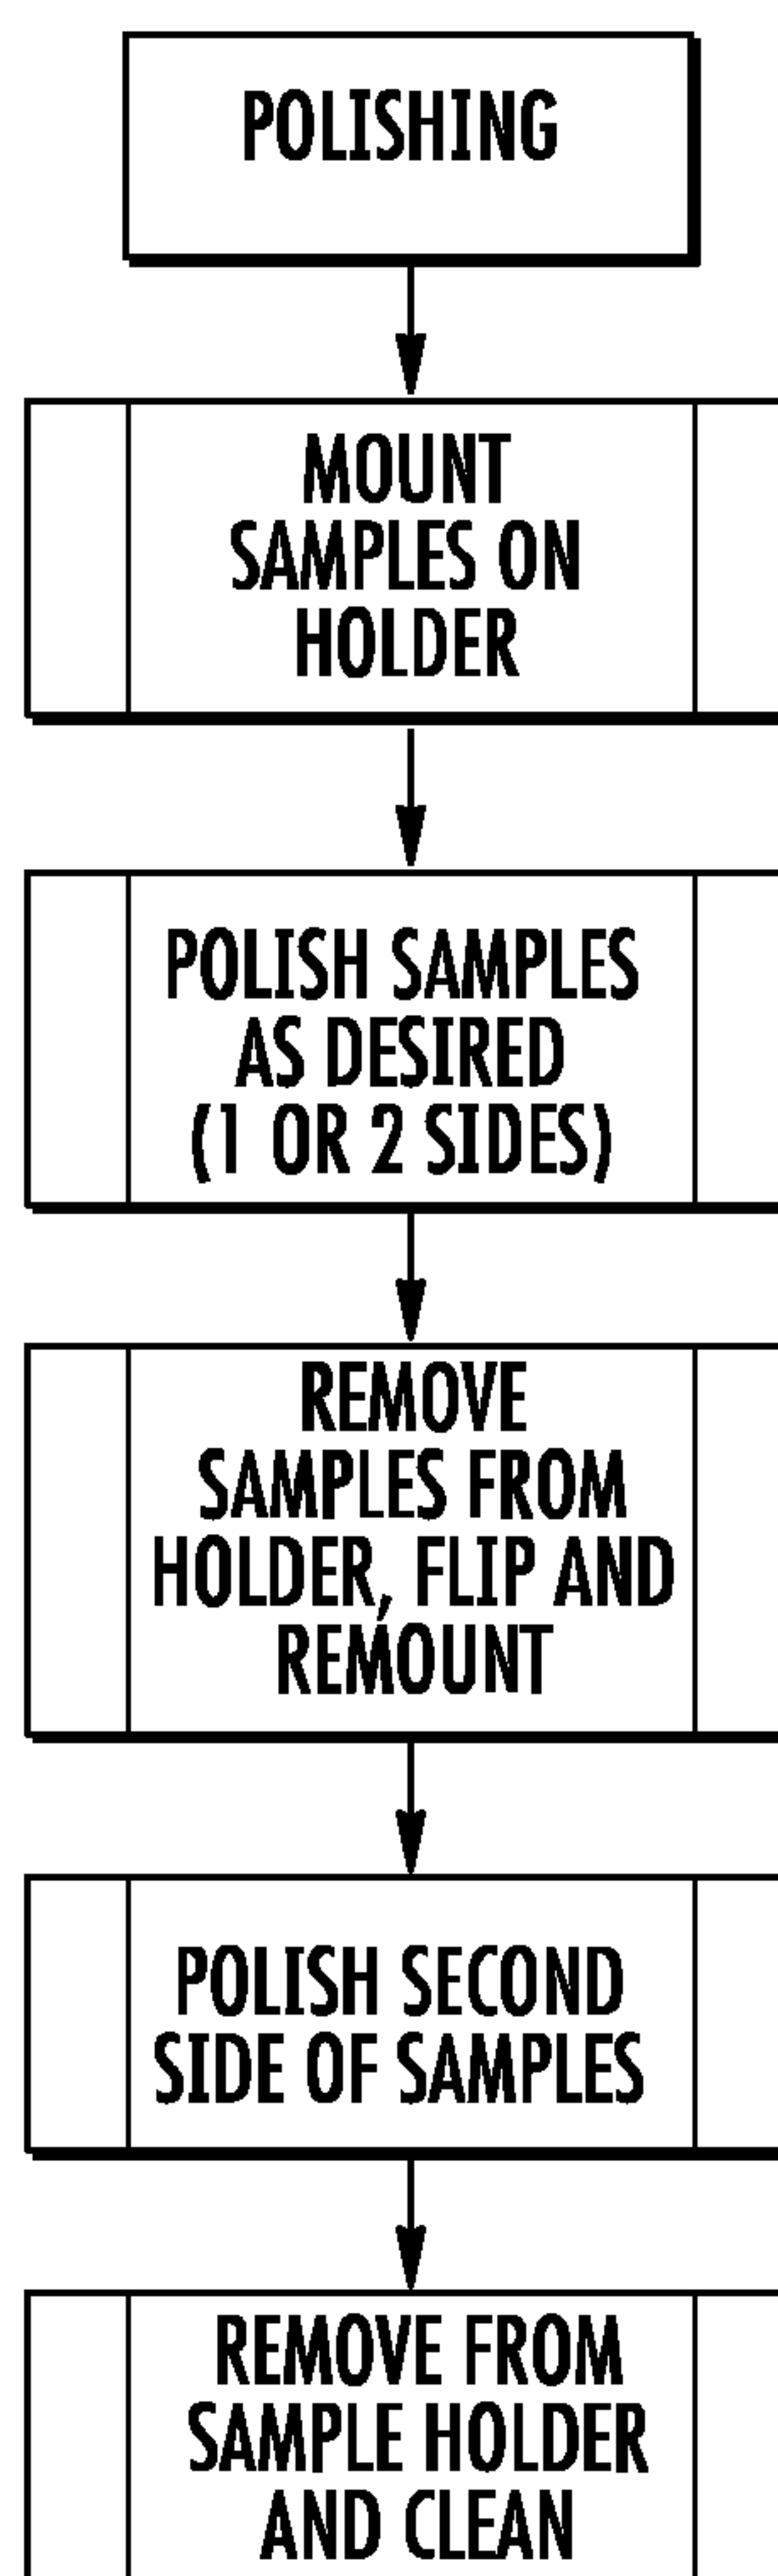 POLISHING
MOUNT
SAMPLES ON
HOLDER
POLISH SAMPLES
AS DESIRED
(1 OR 2 SIDES)
REMOVE
SAMPLES FROM
HOLDER, FLIP AND
REMOUNT
POLISH SECOND
SIDE OF SAMPLES
REMOVE FROM
SAMPLE HOLDER
AND CLEAN